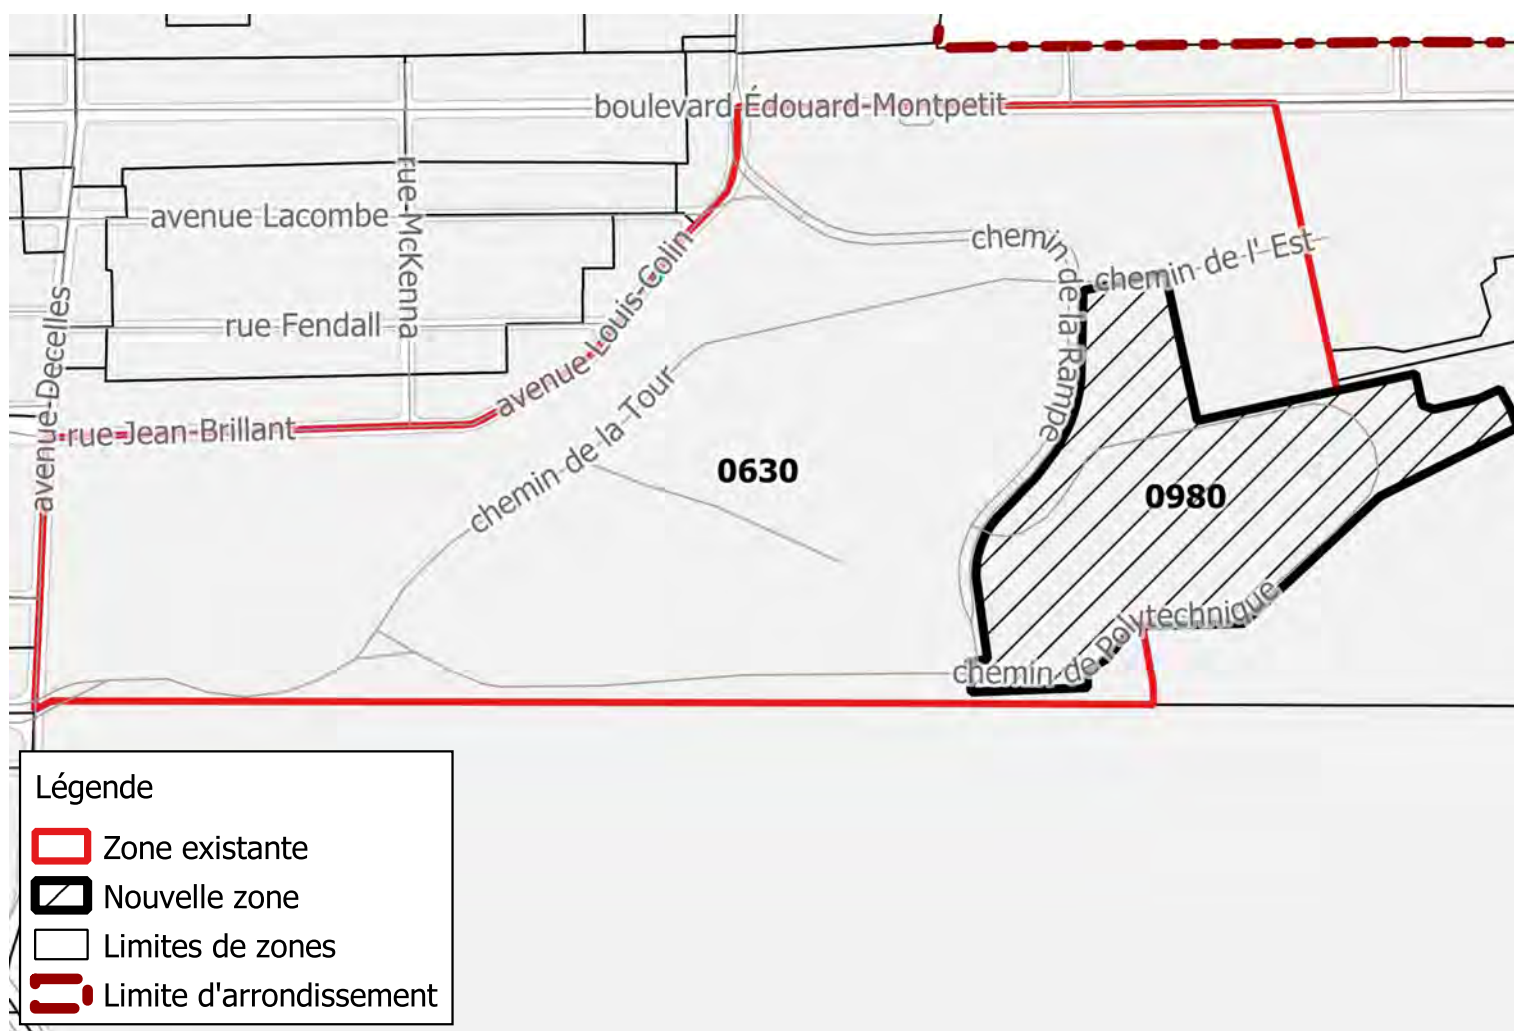 boulevard Édouard-Montpetit
rue McKenna
avenue Lacombe
chemin de la Rampe
chemin de l'Est
avenue Louis-Colin
rue Fendall
avenue Decelles
chemin de la Tour
rue Jean-Brillant
0630
0980
chemin de Polytechnique
Légende
Zone existante
Nouvelle zone
Limites de zones
Limite d'arrondissement